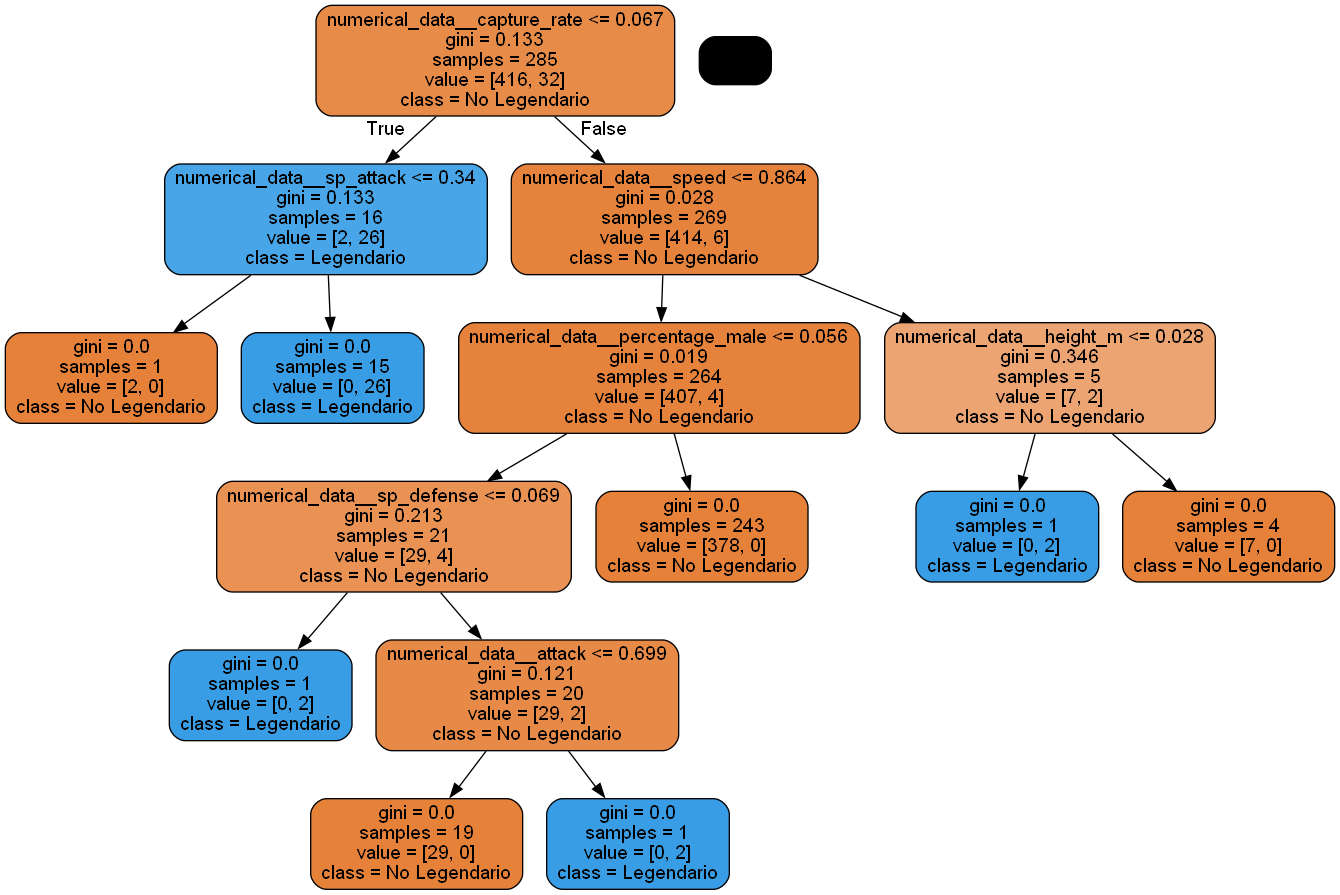 numerical_data__capture_rate <= 0.067
gini = 0.133
samples = 285
value = [416, 32]
class = No Legendario
True
False
numerical_data__sp_attack <= 0.34
gini = 0.133
samples = 16
value = [2, 26]
class = Legendario
numerical_data__speed <= 0.864
gini = 0.028
samples = 269
value = [414, 6]
class = No Legendario
gini = 0.0
samples = 1
value = [2, 0]
class = No Legendario
gini = 0.0
samples = 15
value = [0, 26]
class = Legendario
numerical_data__percentage_male <= 0.056
gini = 0.019
samples = 264
value = [407, 4]
class = No Legendario
numerical_data__height_m <= 0.028
gini = 0.346
samples = 5
value = [7, 2]
class = No Legendario
numerical_data__sp_defense <= 0.069
gini = 0.213
samples = 21
value = [29, 4]
class = No Legendario
gini = 0.0
samples = 243
value = [378, 0]
class = No Legendario
gini = 0.0
samples = 1
value = [0, 2]
class = Legendario
gini = 0.0
samples = 4
value = [7, 0]
class = No Legendario
gini = 0.0
samples = 1
value = [0, 2]
class = Legendario
numerical_data__attack <= 0.699
gini = 0.121
samples = 20
value = [29, 2]
class = No Legendario
gini = 0.0
samples = 19
value = [29, 0]
class = No Legendario
gini = 0.0
samples = 1
value = [0, 2]
class = Legendario